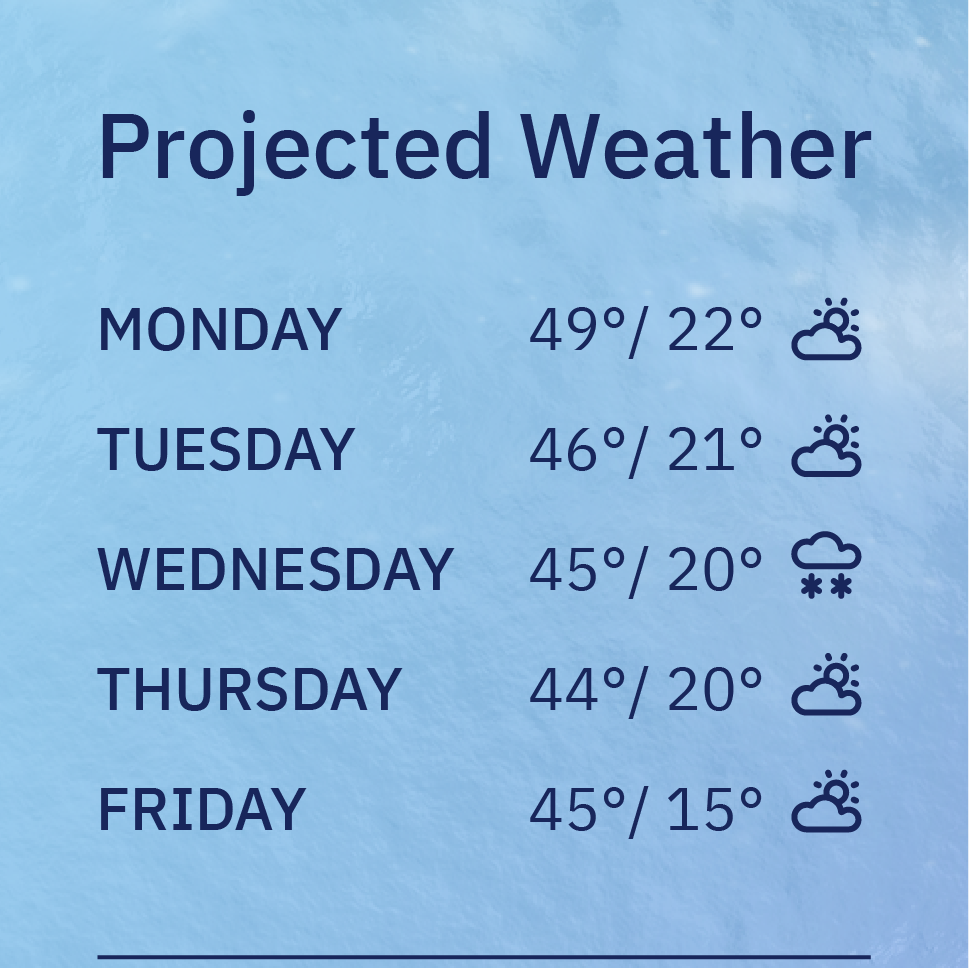 Projected Weather
MONDAY 49°/ 22°
TUESDAY 46°/ 21°
WEDNESDAY 45°/ 20°
THURSDAY 44°/ 20°
FRIDAY 45°/ 15°